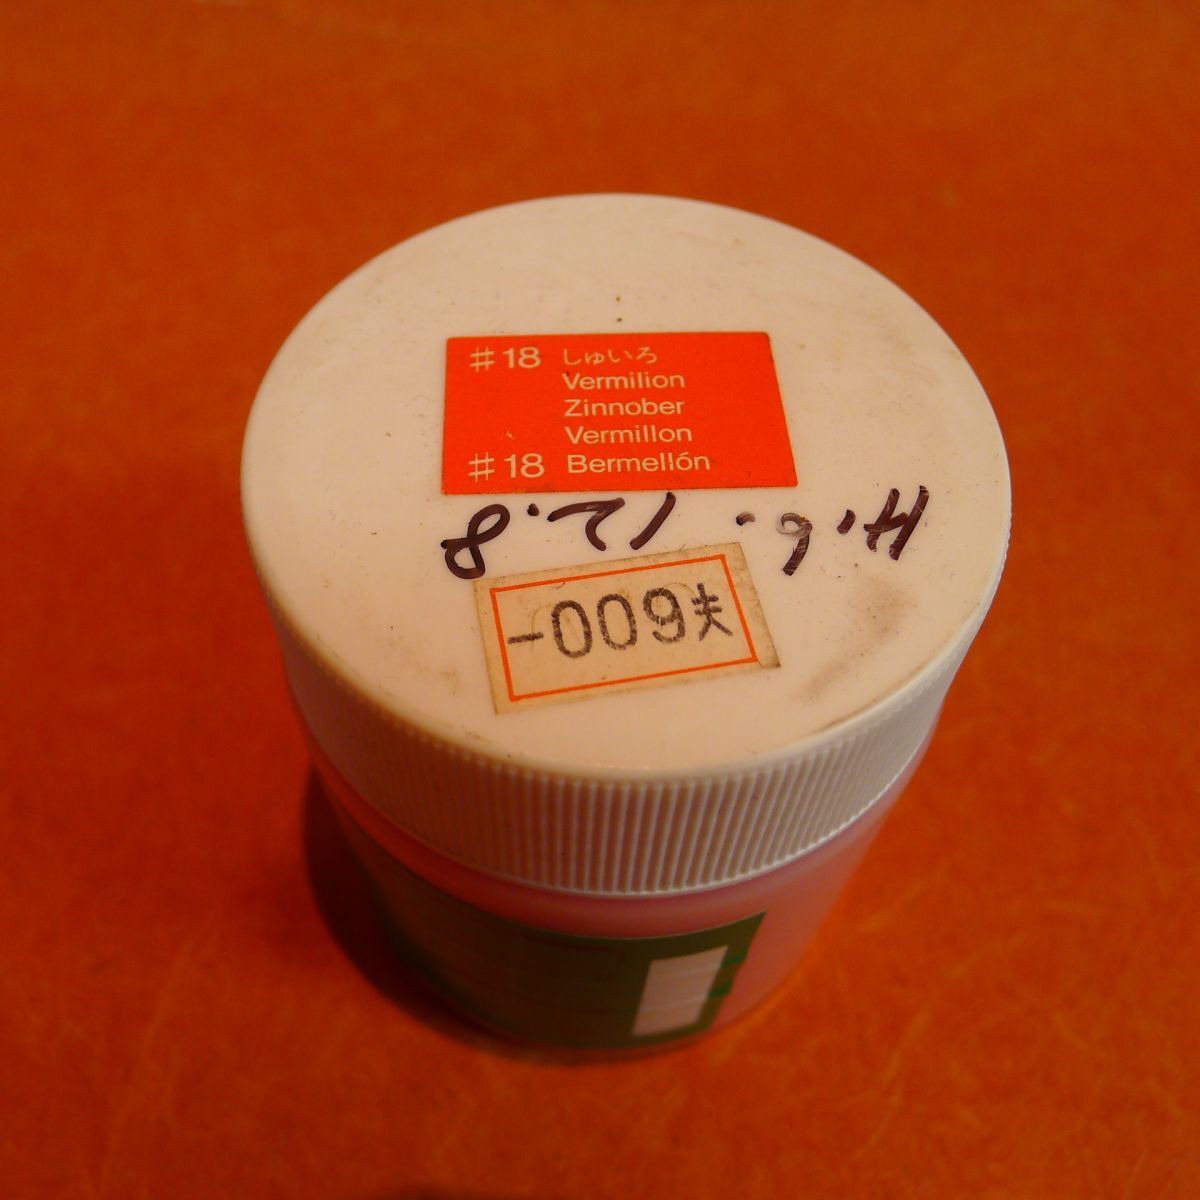 #18 しゅいろ
Vermilion
Zinnober
Vermillon
#18 Bermellón
H.6.12.8
¥600-